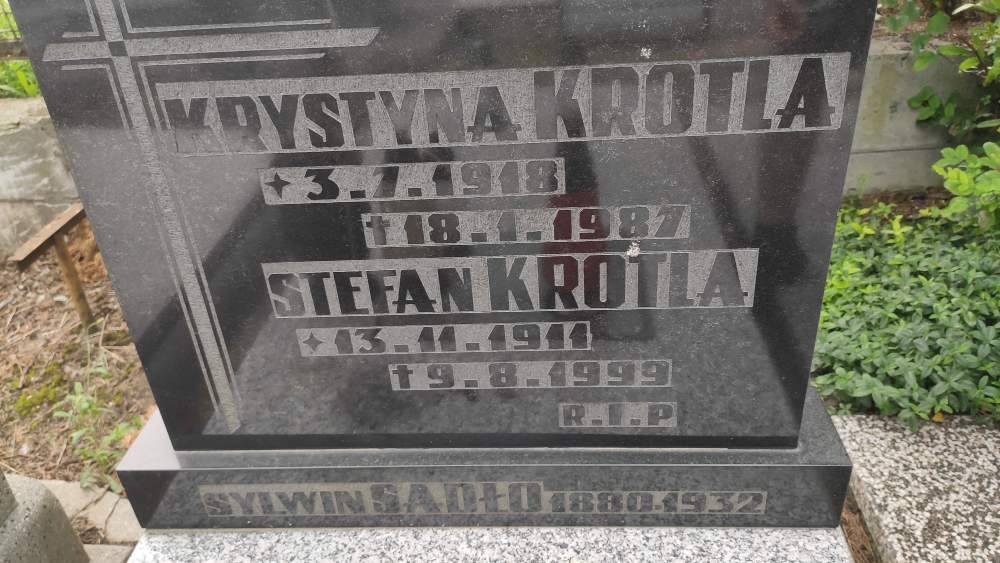 KRYSTYNA KROTLA
✦ 3.7.1918
† 18.1.1987
STEFAN KROTLA
✦ 13.11.1911
† 9.8.1999
R.I.P
SYLWIN SADŁO 1880-1932